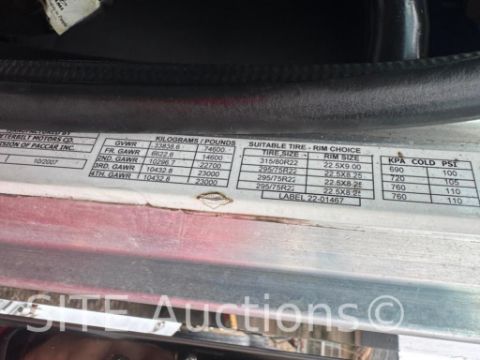 PETERBILT MOTORS CO.
DIVISION OF PACCAR INC.
10/2007
KILOGRAMS / POUNDS
GVWR 33838.6 74600
FR. GAWR 6622.6 14600
2ND. GAWR 10296.7 22700
3RD. GAWR 10432.8 23000
4TH. GAWR 10432.8 23000
SUITABLE TIRE - RIM CHOICE
TIRE SIZE RIM SIZE
315/80R22 22.5X9.00
295/75R22 22.5X8.25
295/75R22 22.5X8.25
295/75R22 22.5X8.25
LABEL 22-01467
KPA COLD PSI
690 100
720 105
760 110
760 110
SITE Auctions©